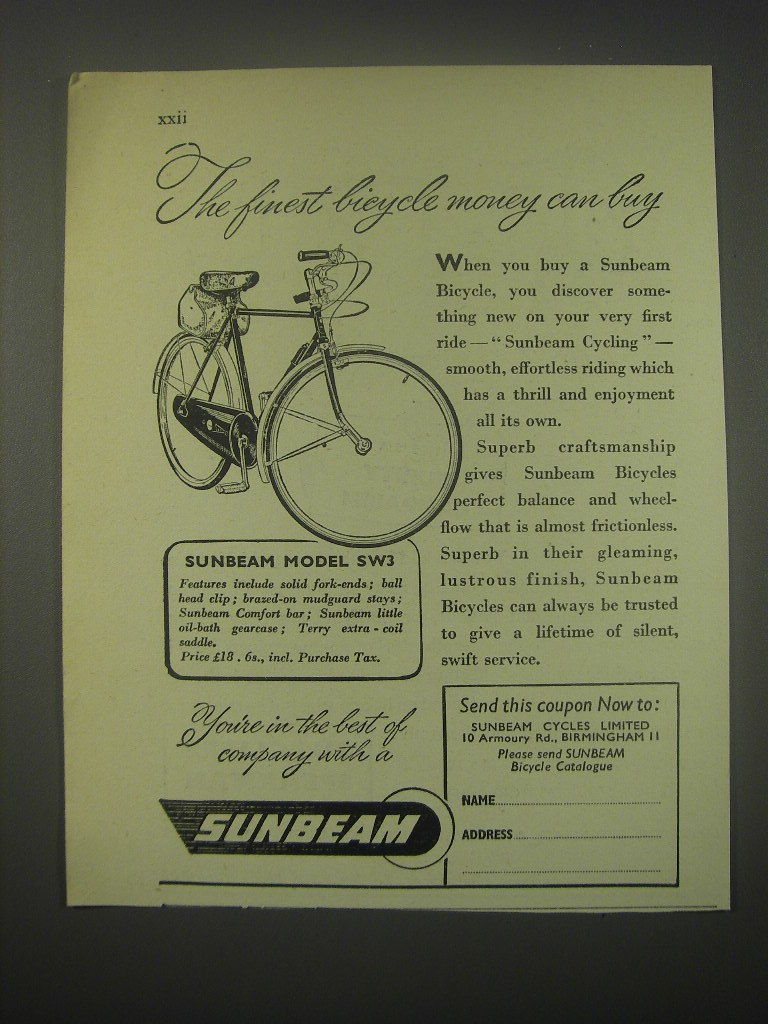 xxii
The finest bicycle money can buy
When you buy a Sunbeam
Bicycle, you discover some-
thing new on your very first
ride — "Sunbeam Cycling" —
smooth, effortless riding which
has a thrill and enjoyment
all its own.
Superb craftsmanship
gives Sunbeam Bicycles
perfect balance and wheel-
flow that is almost frictionless.
Superb in their gleaming,
lustrous finish, Sunbeam
Bicycles can always be trusted
to give a lifetime of silent,
swift service.
SUNBEAM MODEL SW3
Features include solid fork-ends; ball
head clip; brazed-on mudguard stays;
Sunbeam Comfort bar; Sunbeam little
oil-bath gearcase; Terry extra-coil
saddle.
Price £18 . 6s., incl. Purchase Tax.
You're in the best of
company with a
SUNBEAM
Send this coupon Now to:
SUNBEAM CYCLES LIMITED
10 Armoury Rd., BIRMINGHAM 11
Please send SUNBEAM
Bicycle Catalogue
NAME
ADDRESS